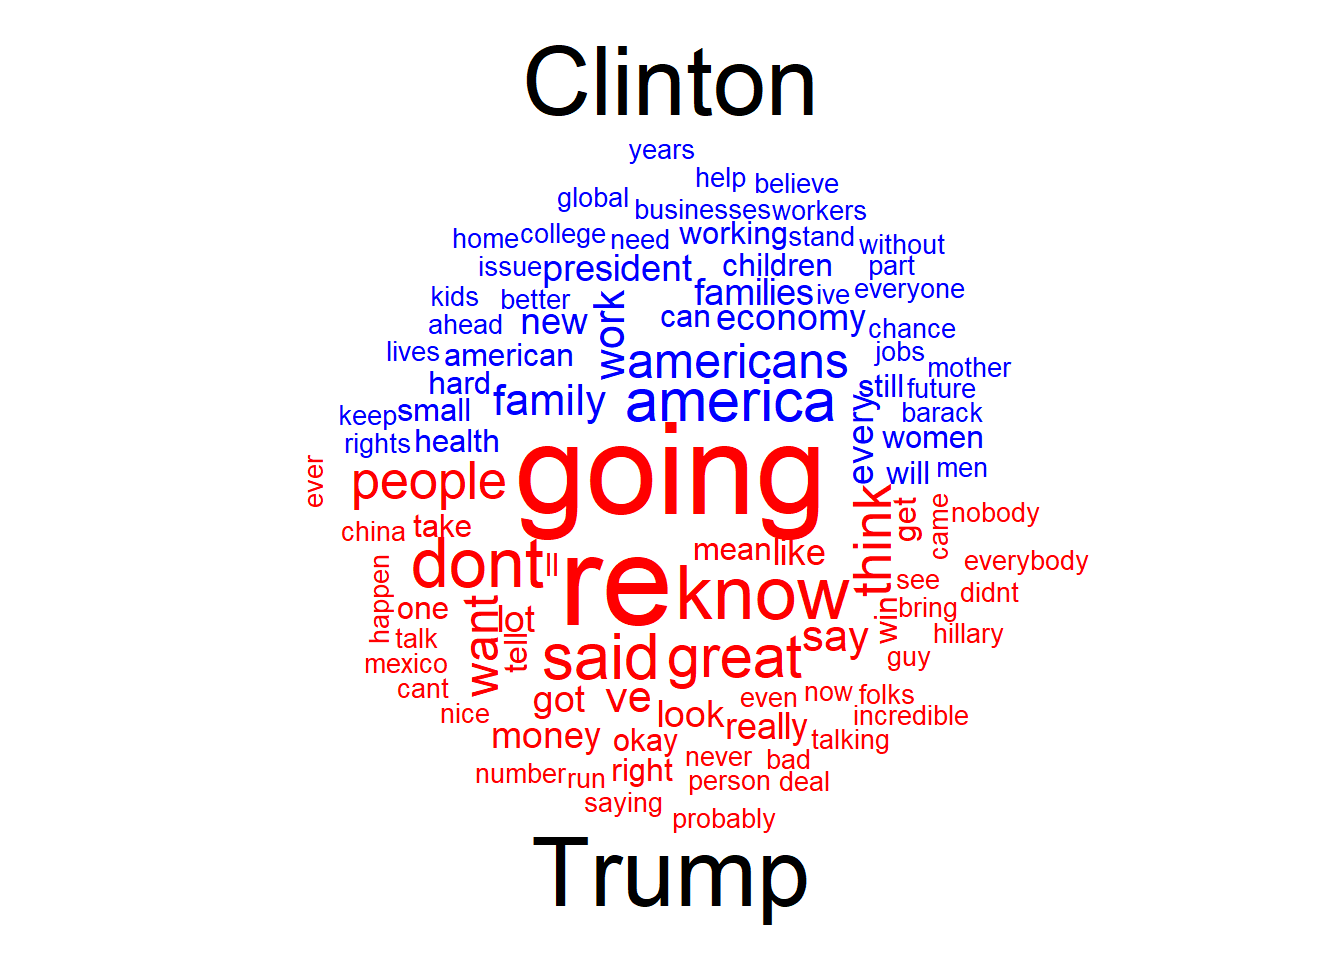 Clinton
years
help believe
global
businesses workers
home college need working stand without
issue president children part
kids better families ive everyone
ahead new work can economy chance
lives american americans jobs mother
hard family america still future
keep small barack
rights health every women
will men
ever people going
think get came nobody
china take
dont ll mean like everybody
happen re know see didnt
one want lot win bring
talk tell say hillary
mexico said great guy
cant
nice got ve even now folks
look really incredible
money okay talking
never bad
number run right person deal
saying
probably
Trump